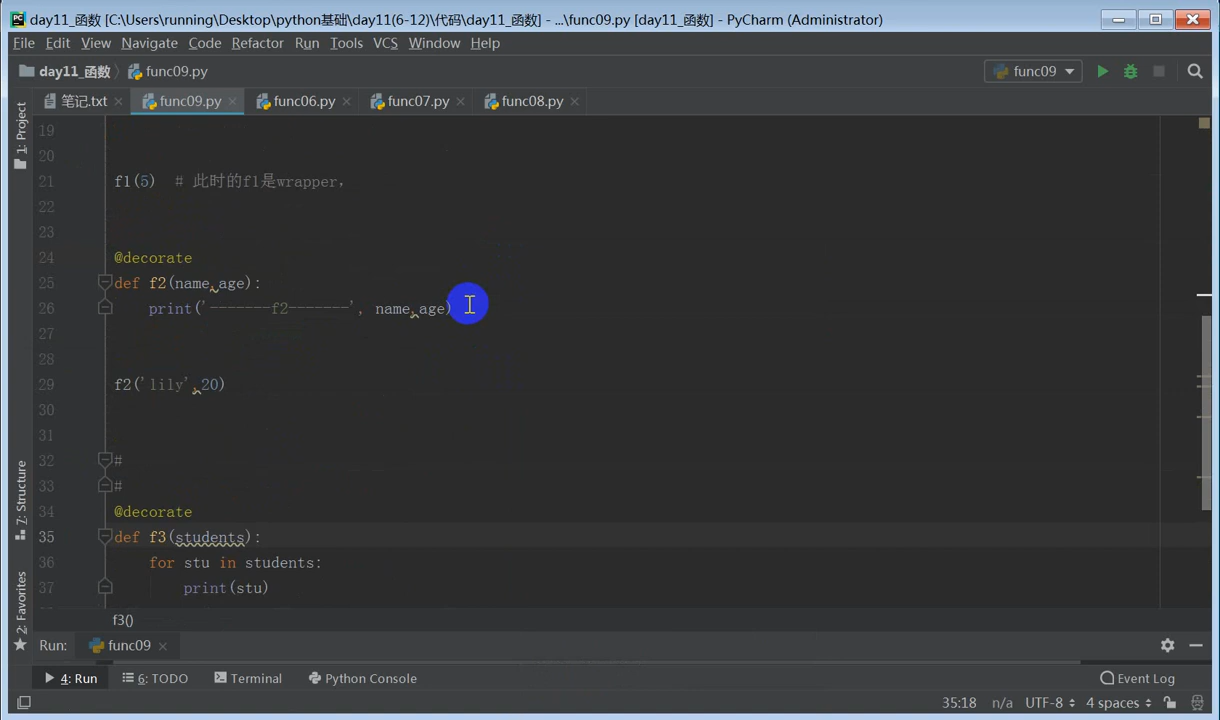 day11_函数 [C:\Users\running\Desktop\python基础\day11(6-12)\代码\day11_函数] - ...\func09.py [day11_函数] - PyCharm (Administrator)
File Edit View Navigate Code Refactor Run Tools VCS Window Help
day11_函数 func09.py func09
笔记.txt func09.py func06.py func07.py func08.py
1: Project
7: Structure
2: Favorites
19
20
21 f1(5)  # 此时的f1是wrapper,
22
23
24 @decorate
25 def f2(name,age):
26     print('-------f2-------', name,age)
27
28
29 f2('lily',20)
30
31
32 #
33 #
34 @decorate
35 def f3(students):
36     for stu in students:
37         print(stu)
f3()
Run: func09
4: Run 6: TODO Terminal Python Console Event Log
35:18 n/a UTF-8 4 spaces